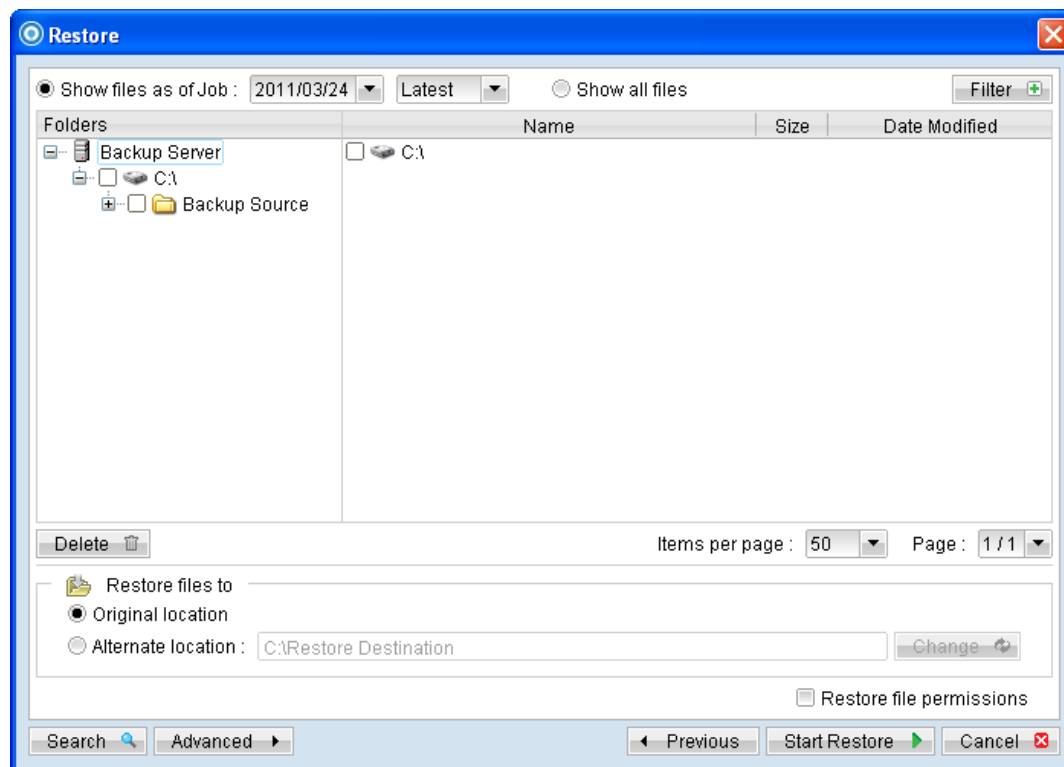 Restore
Show files as of Job : 2011/03/24 Latest Show all files Filter
Folders Name Size Date Modified
Backup Server C:\
C:\
Backup Source
Delete Items per page : 50 Page : 1 / 1
Restore files to
Original location
Alternate location : C:\Restore Destination Change
Restore file permissions
Search Advanced Previous Start Restore Cancel